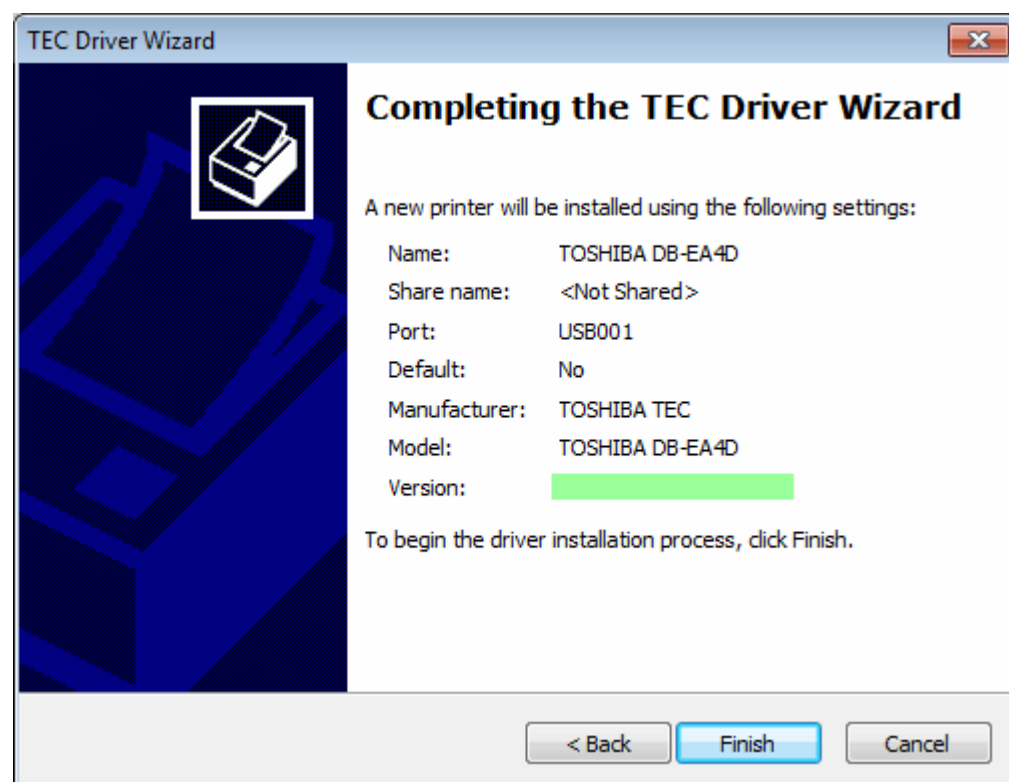 TEC Driver Wizard
Completing the TEC Driver Wizard
A new printer will be installed using the following settings:
Name: TOSHIBA DB-EA4D
Share name: <Not Shared>
Port: USB001
Default: No
Manufacturer: TOSHIBA TEC
Model: TOSHIBA DB-EA4D
Version:
To begin the driver installation process, click Finish.
< Back Finish Cancel